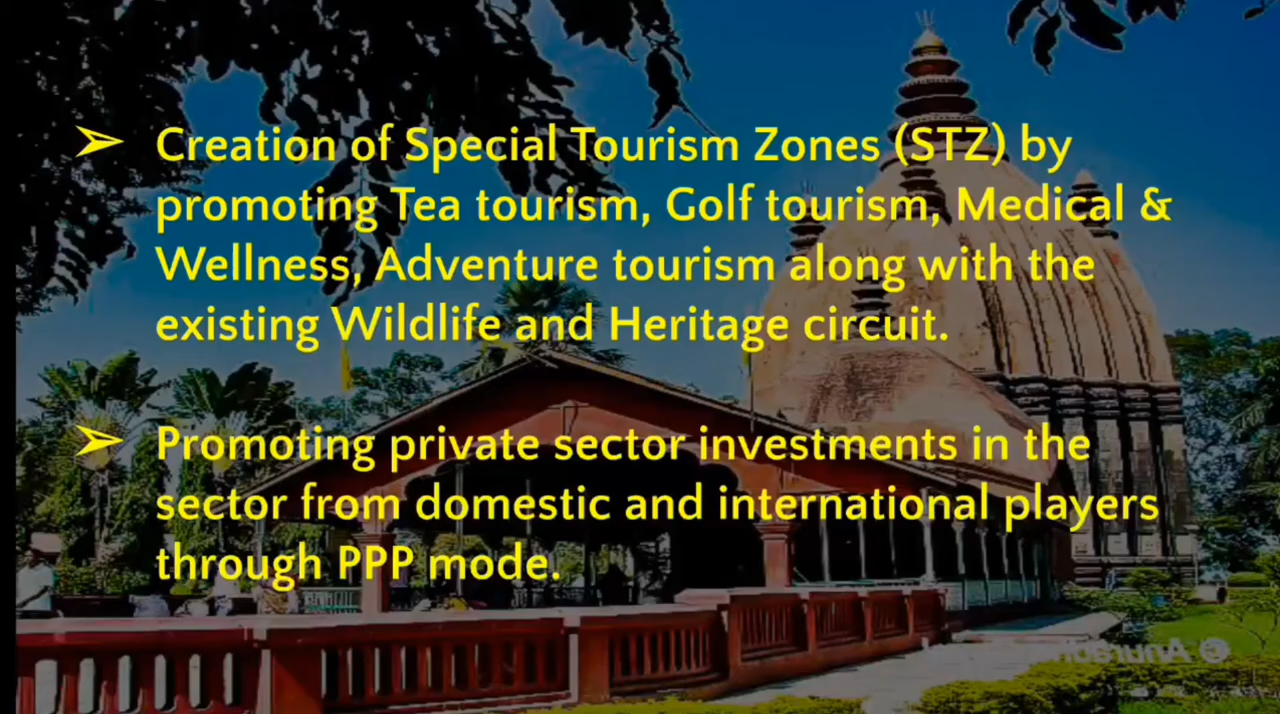 ➢ Creation of Special Tourism Zones (STZ) by
promoting Tea tourism, Golf tourism, Medical &
Wellness, Adventure tourism along with the
existing Wildlife and Heritage circuit.
➢ Promoting private sector investments in the
sector from domestic and international players
through PPP mode.